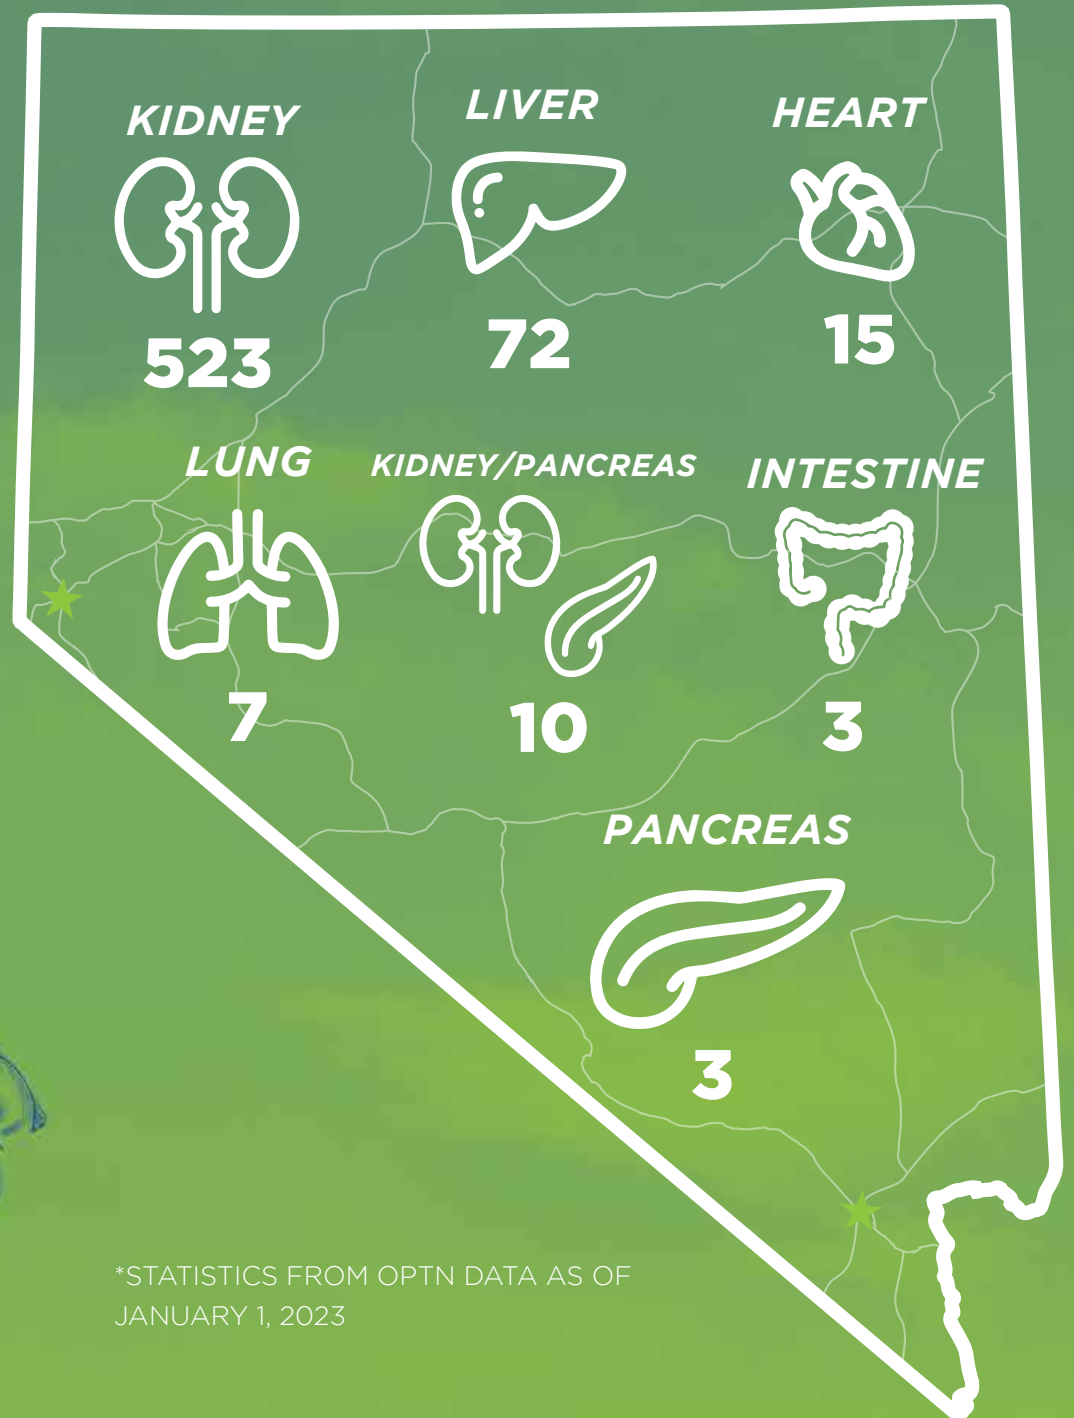 KIDNEY
523
LIVER
72
HEART
15
LUNG
7
KIDNEY/PANCREAS
10
INTESTINE
3
PANCREAS
3
*STATISTICS FROM OPTN DATA AS OF
JANUARY 1, 2023